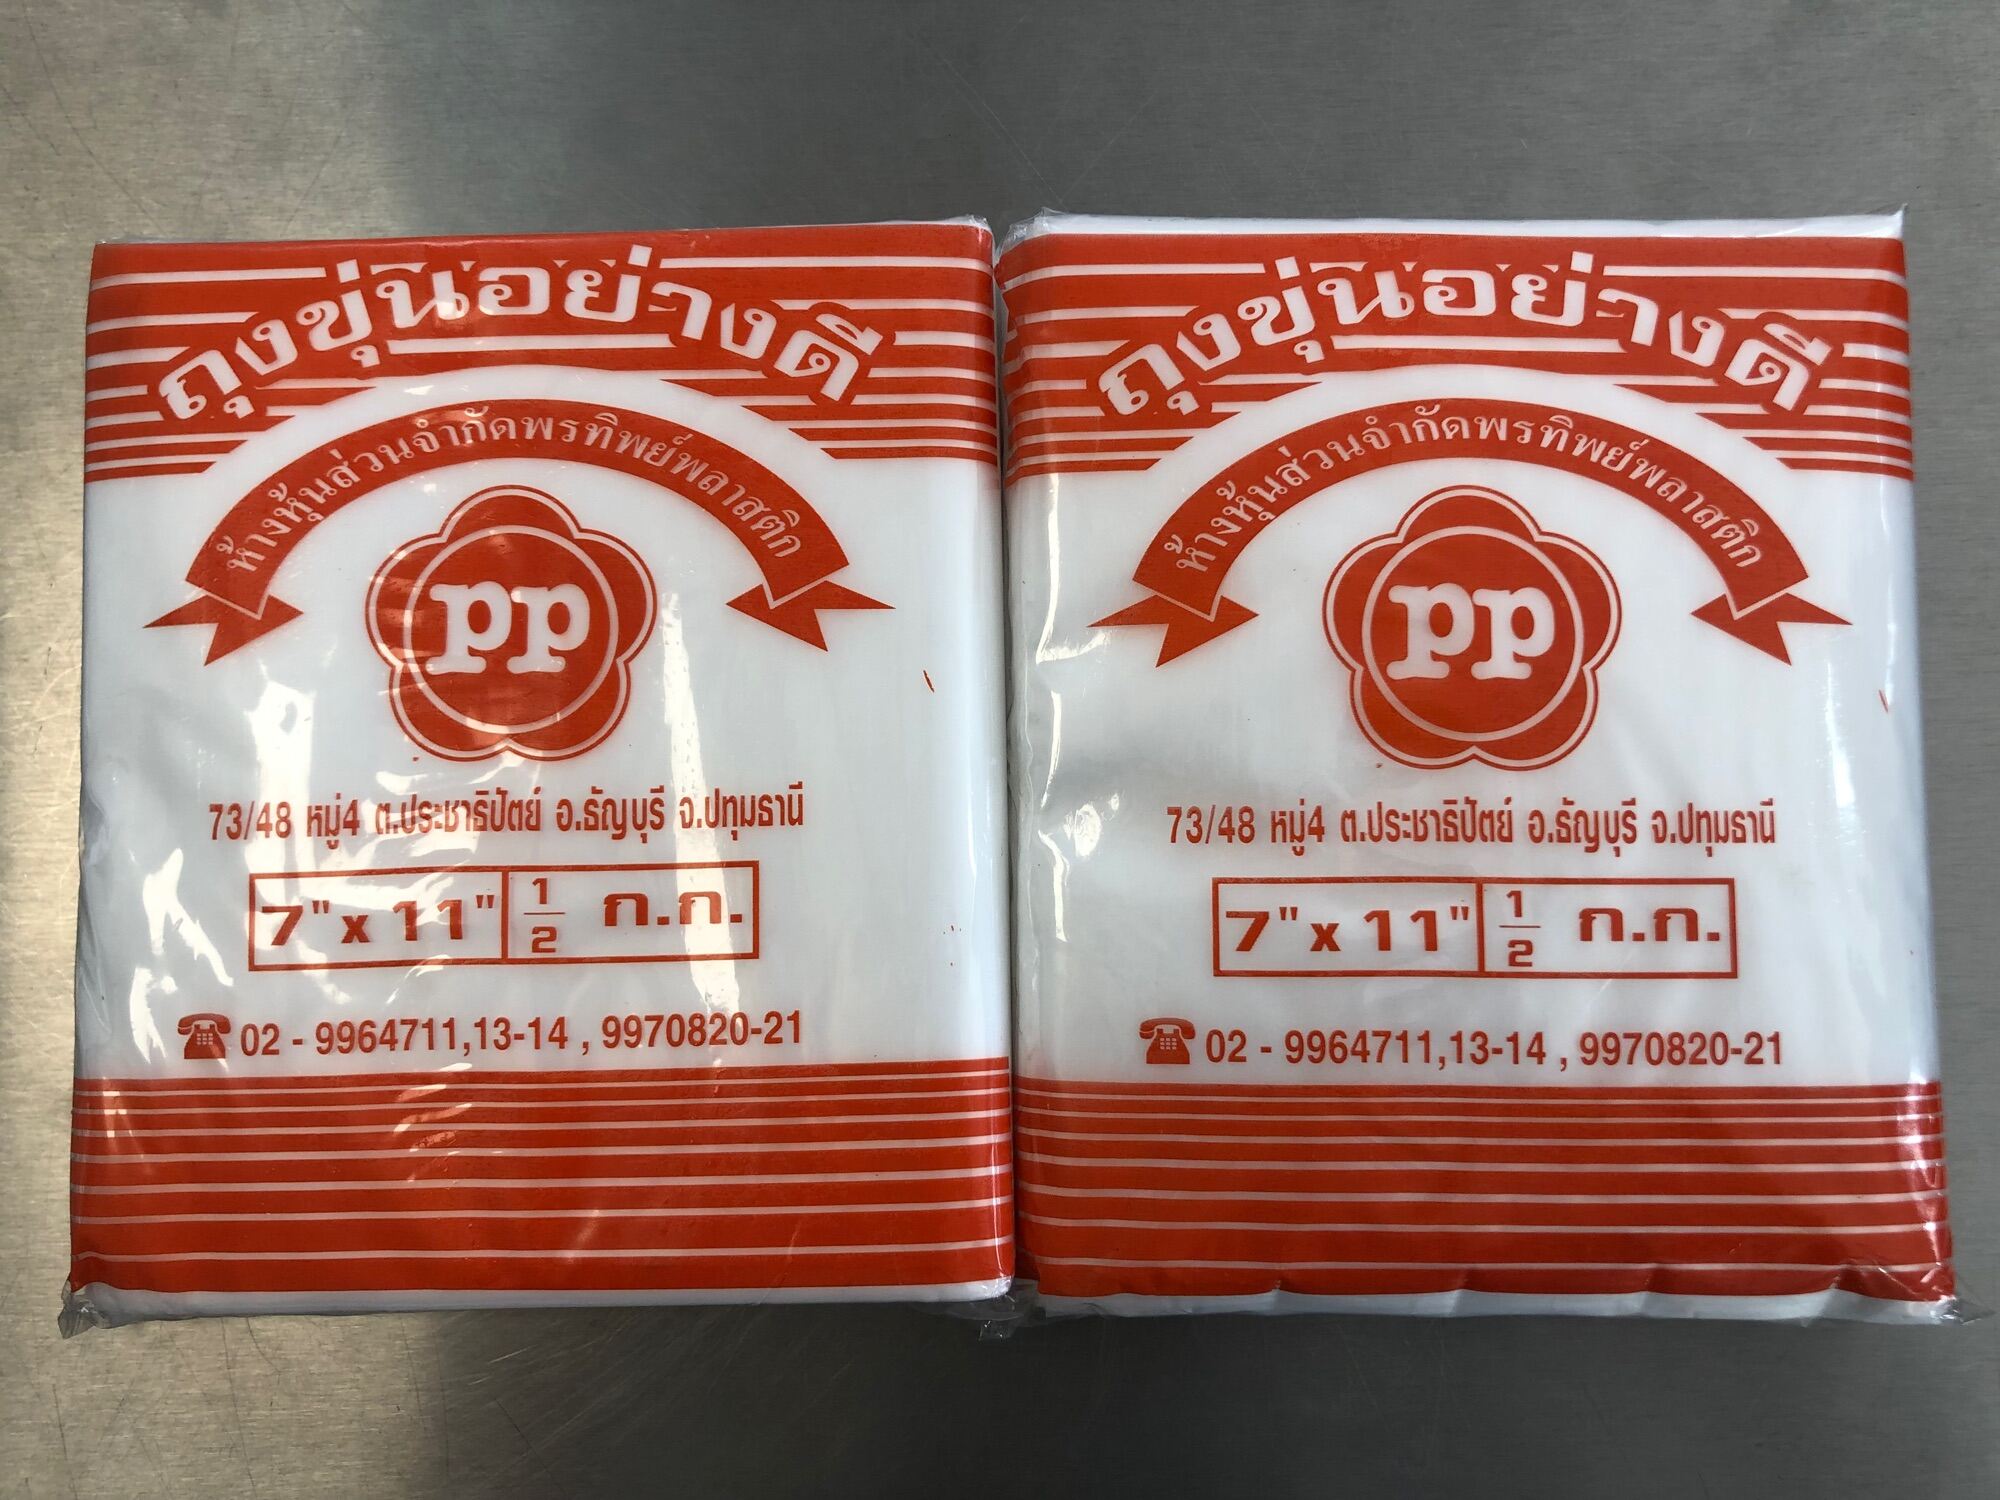 ถุงขุ่นอย่างดี
ห้างหุ้นส่วนจำกัดพรทิพย์พลาสติก
pp
73/48 หมู่4 ต.ประชาธิปัตย์ อ.ธัญบุรี จ.ปทุมธานี
7" x 11" 1/2 ก.ก.
02 - 9964711,13-14 , 9970820-21
ถุงขุ่นอย่างดี
ห้างหุ้นส่วนจำกัดพรทิพย์พลาสติก
pp
73/48 หมู่4 ต.ประชาธิปัตย์ อ.ธัญบุรี จ.ปทุมธานี
7" x 11" 1/2 ก.ก.
02 - 9964711,13-14 , 9970820-21